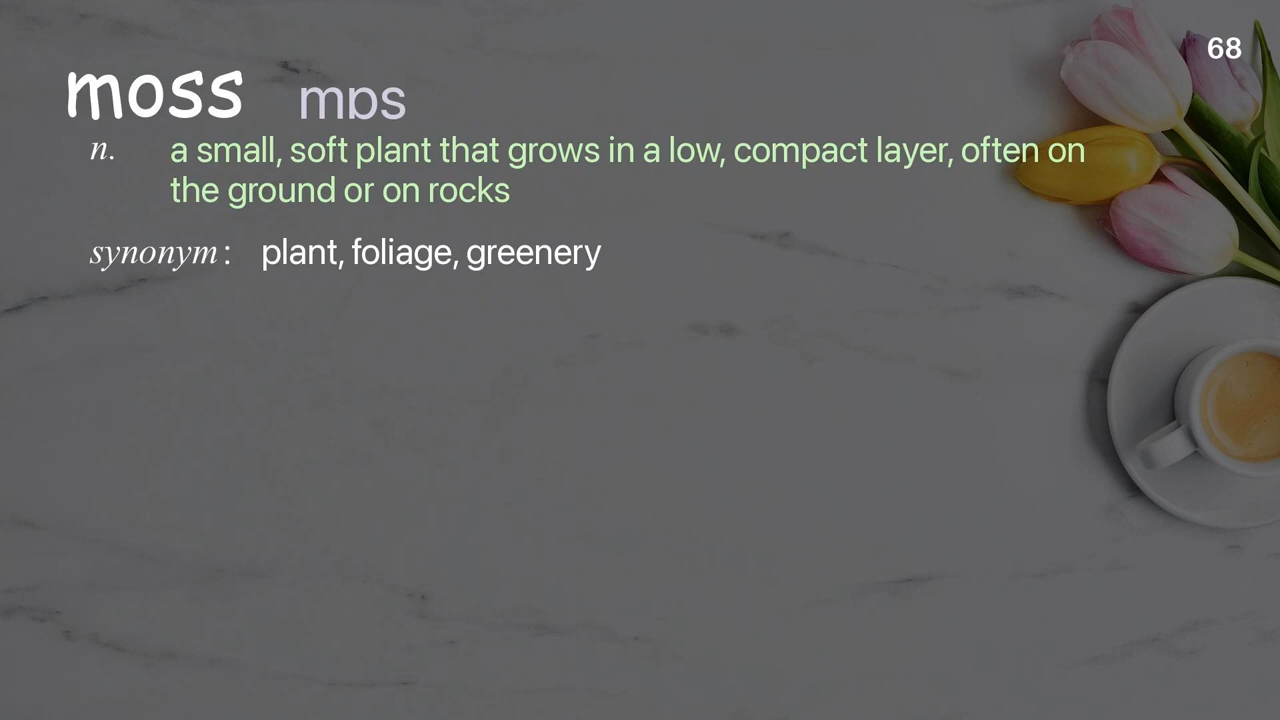 68
moss mɒs
n. a small, soft plant that grows in a low, compact layer, often on
the ground or on rocks
synonym: plant, foliage, greenery